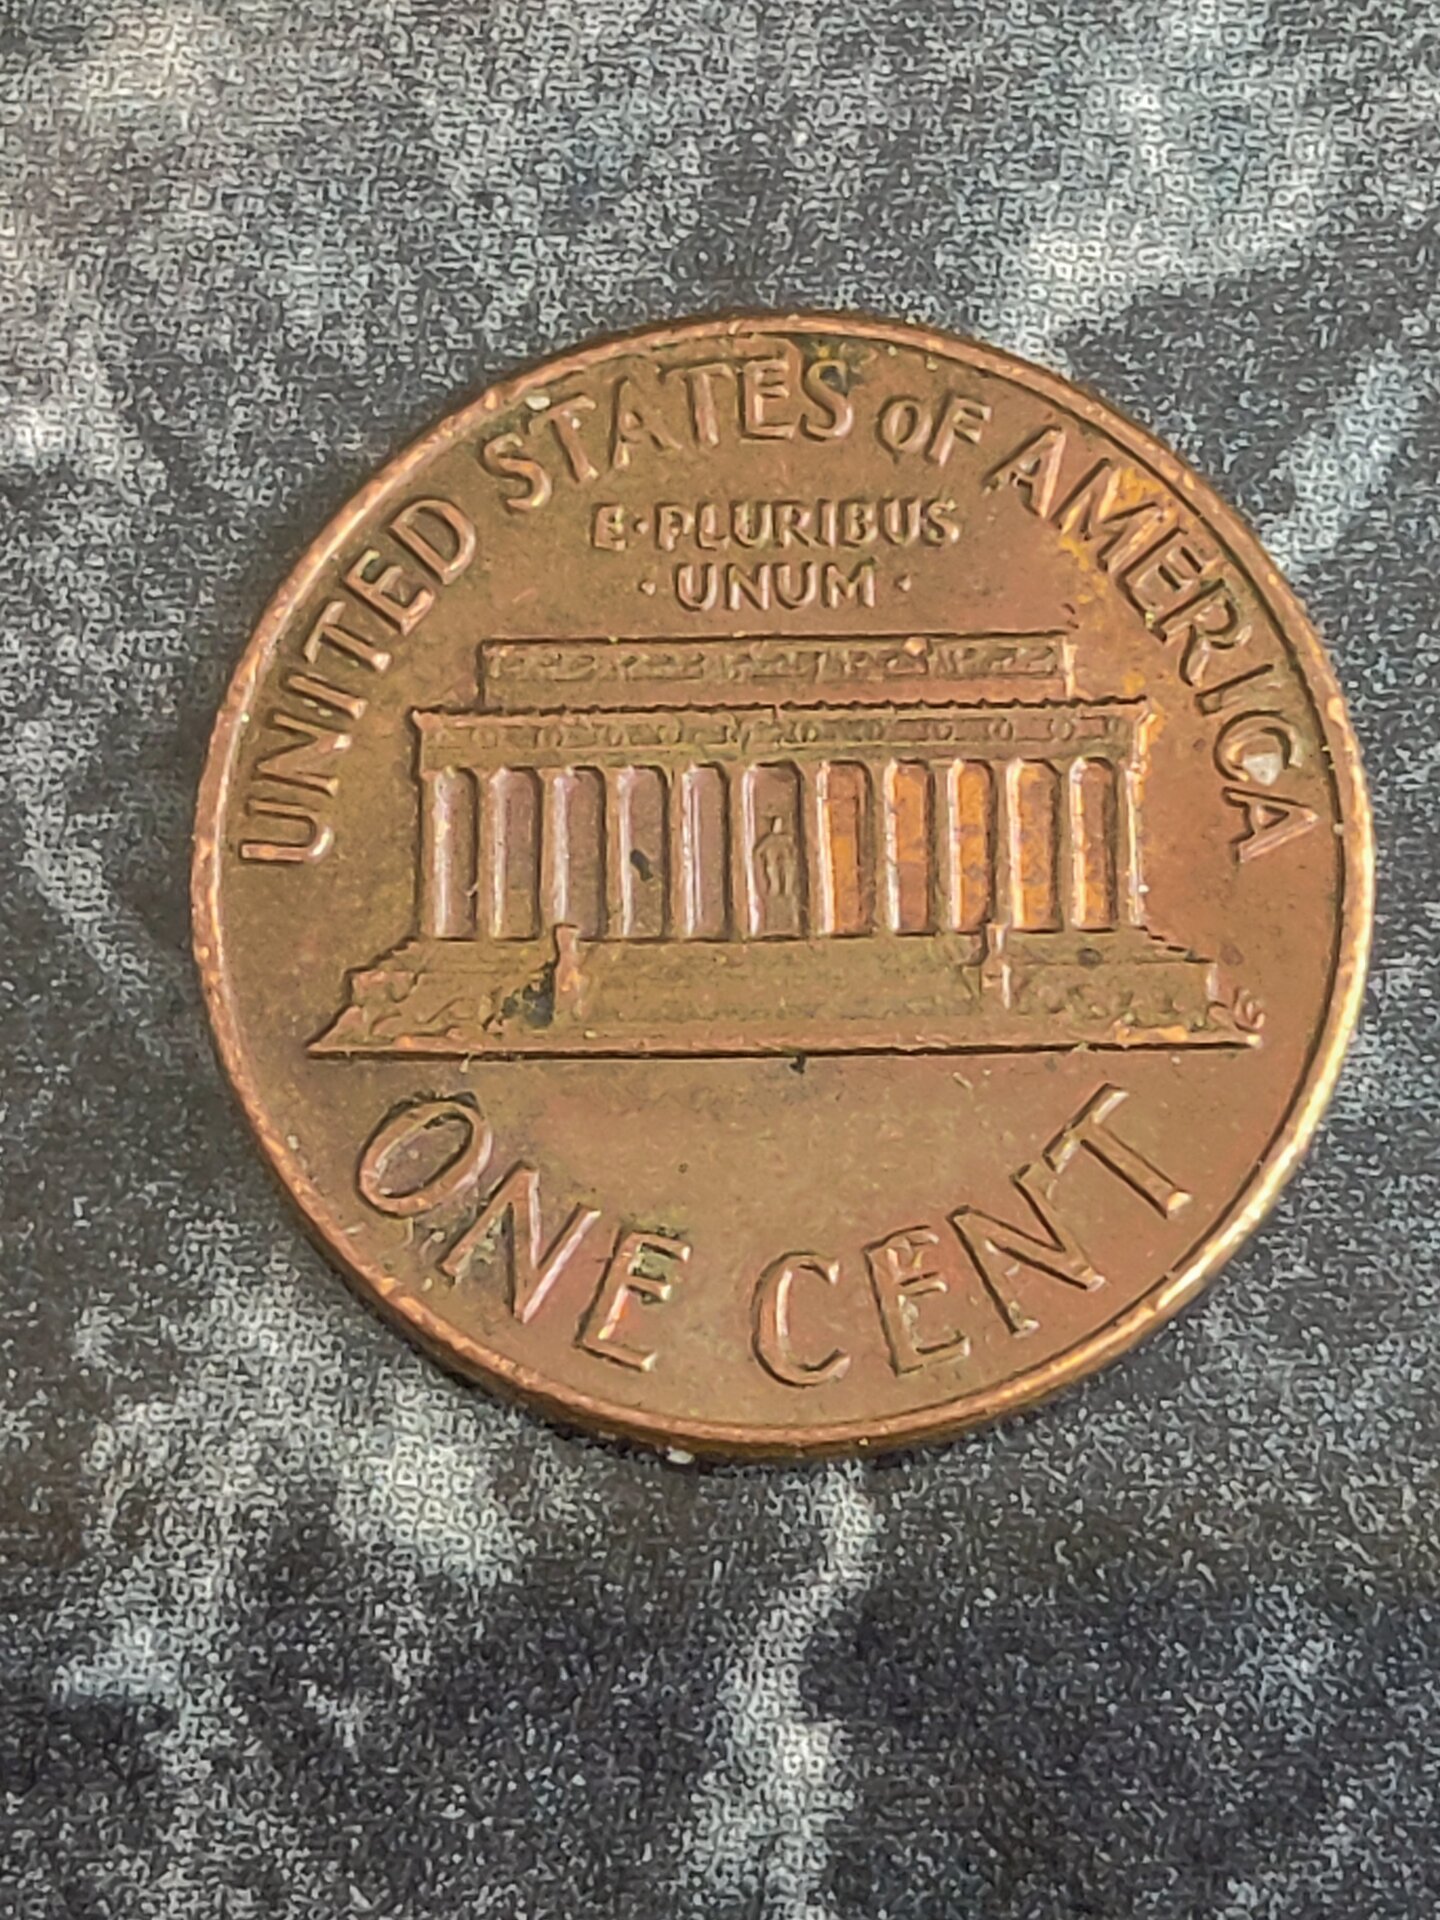 UNITED STATES OF AMERICA
E·PLURIBUS
·UNUM·
ONE CENT